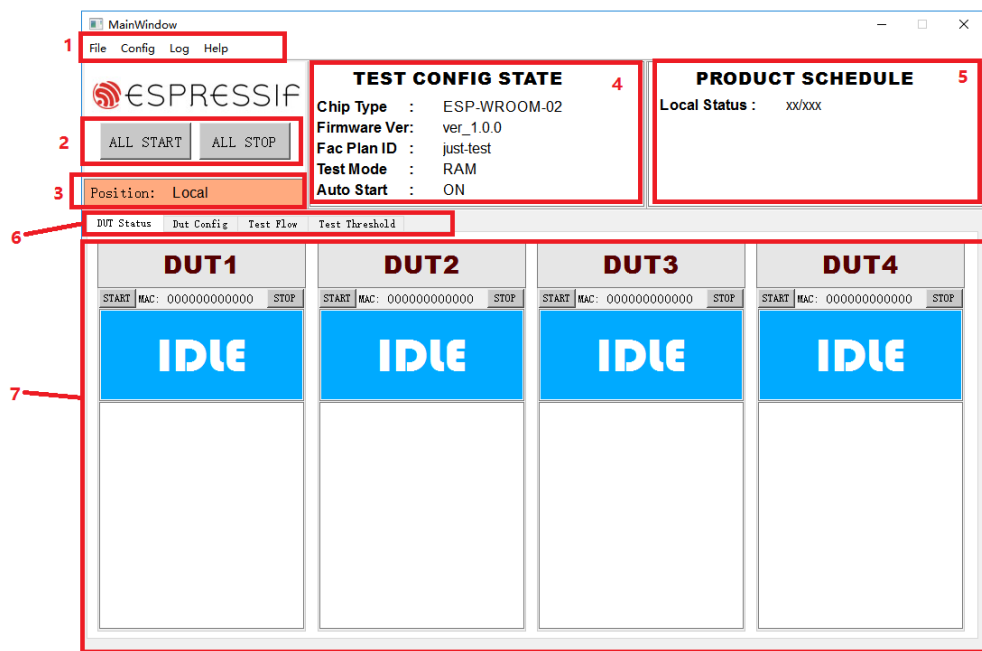 MainWindow
1
File Config Log Help
ESPRESSIF
2
ALL START ALL STOP
3
Position: Local
TEST CONFIG STATE
4
Chip Type : ESP-WROOM-02
Firmware Ver: ver_1.0.0
Fac Plan ID : just-test
Test Mode : RAM
Auto Start : ON
PRODUCT SCHEDULE
5
Local Status : xx/xxx
6
DUT Status Dut Config Test Flow Test Threshold
7
DUT1 DUT2 DUT3 DUT4
START MAC: 000000000000 STOP START MAC: 000000000000 STOP START MAC: 000000000000 STOP START MAC: 000000000000 STOP
IDLE IDLE IDLE IDLE